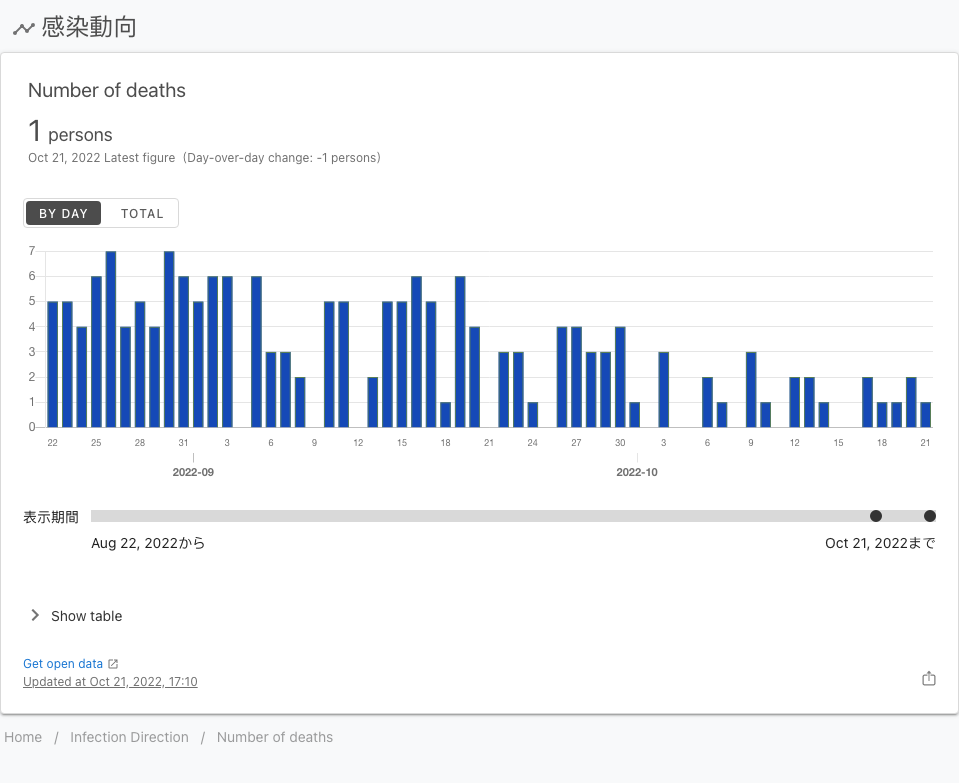 感染動向
Number of deaths
1 persons
Oct 21, 2022 Latest figure (Day-over-day change: -1 persons)
BY DAY TOTAL
7
6
5
4
3
2
1
0
22 25 28 31 3 6 9 12 15 18 21 24 27 30 3 6 9 12 15 18 21
2022-09 2022-10
表示期間
Aug 22, 2022から Oct 21, 2022まで
Show table
Get open data
Updated at Oct 21, 2022, 17:10
Home / Infection Direction / Number of deaths